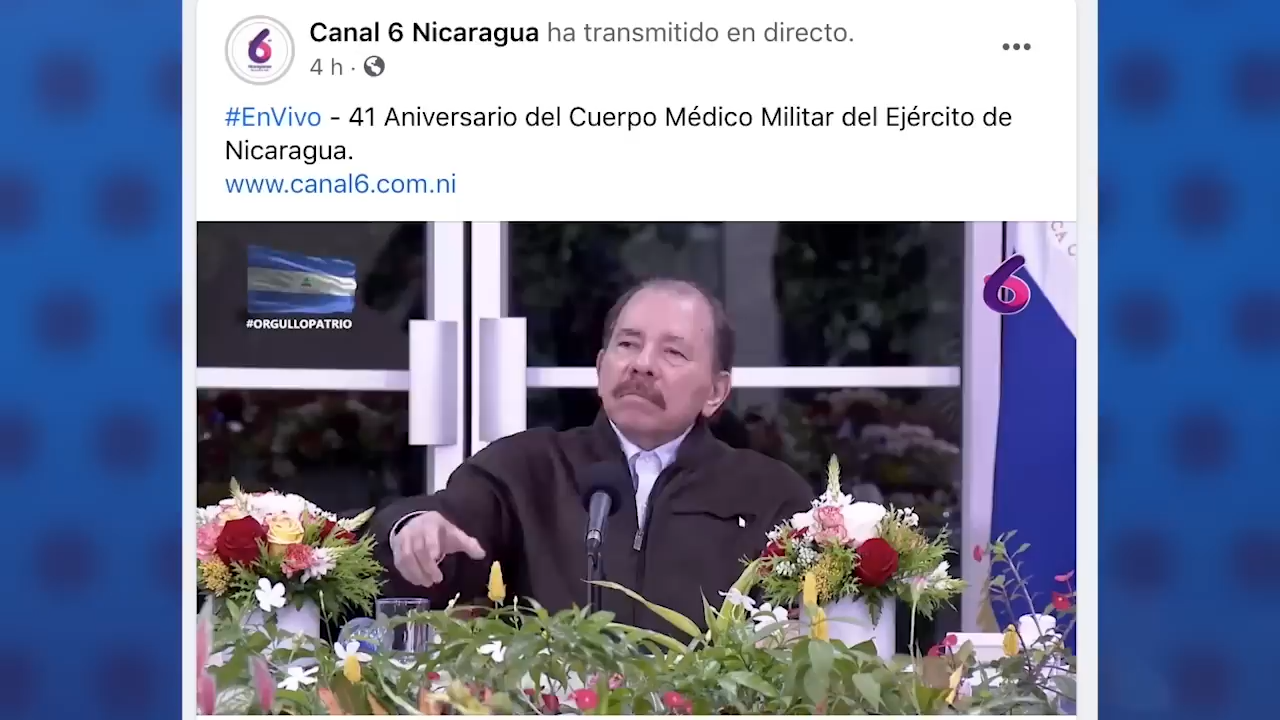 Canal 6 Nicaragua ha transmitido en directo.
4 h ·
#EnVivo - 41 Aniversario del Cuerpo Médico Militar del Ejército de
Nicaragua.
www.canal6.com.ni
#ORGULLOPATRIO
6
CA C